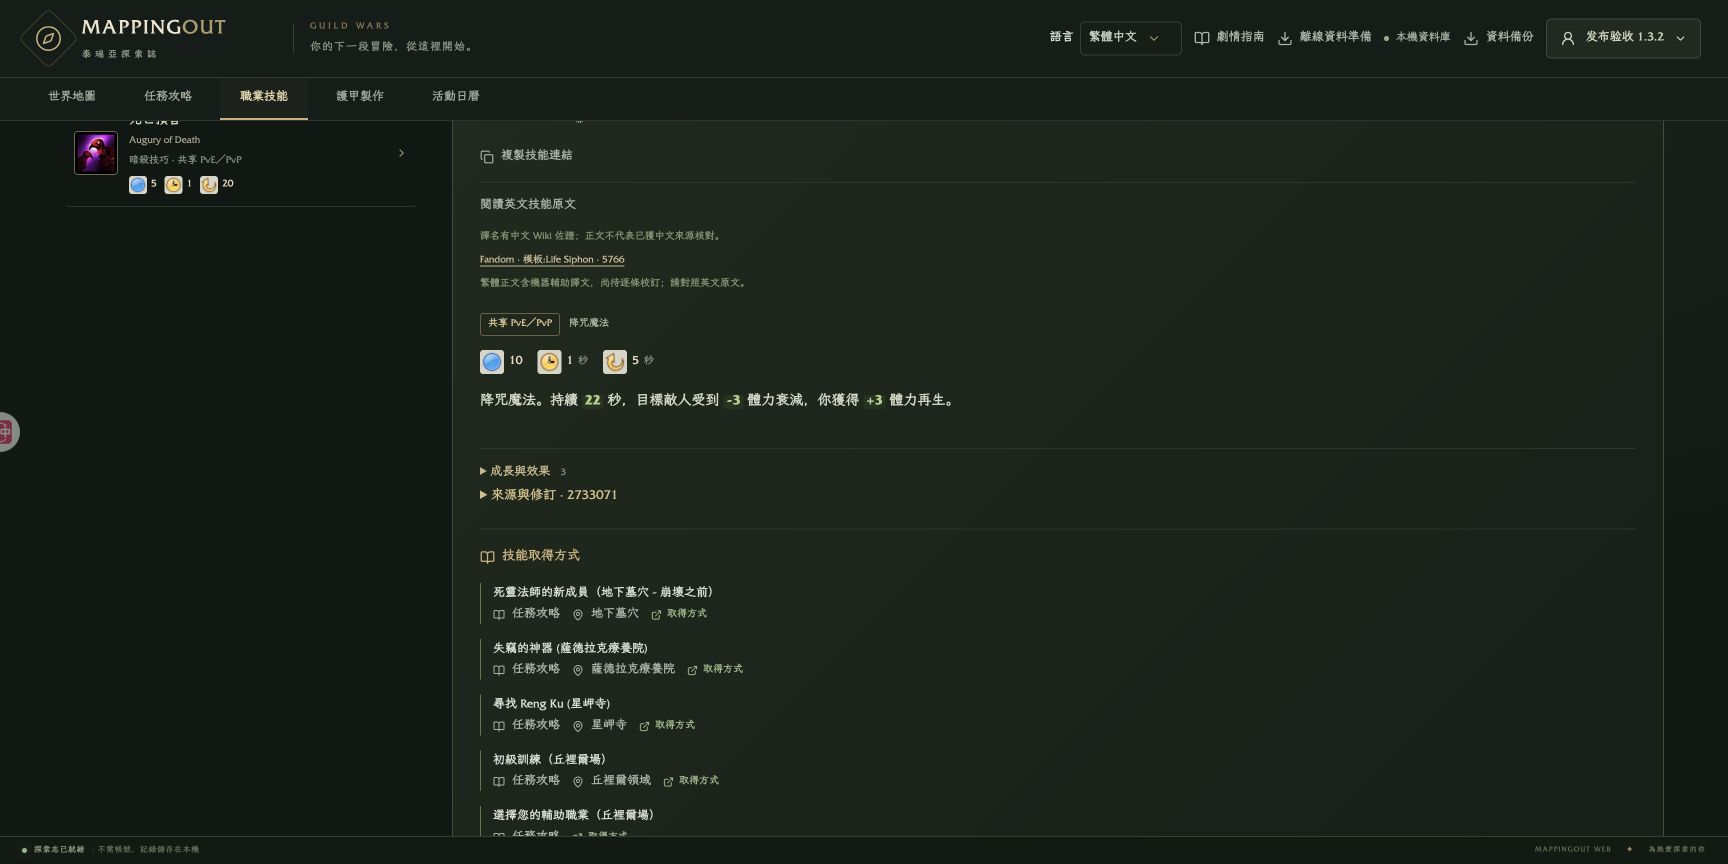 MAPPINGOUT
泰瑞亞探索誌
GUILD WARS
你的下一段冒險，從這裡開始。
語言
繁體中文
劇情指南
離線資料準備
本機資料庫
資料備份
发布验收 1.3.2
世界地圖
任務攻略
職業技能
護甲製作
活動日曆
Augury of Death
暗殺技巧 · 共享 PvE／PvP
5 1 20
複製技能連結
閱讀英文技能原文
譯名有中文 Wiki 佐證；正文不代表已獲中文來源核對。
Fandom · 模板:Life Siphon · 5766
繁體正文含機器輔助譯文，尚待逐條校訂；請對照英文原文。
共享 PvE／PvP 降咒魔法
10 1 秒 5 秒
降咒魔法。持續 22 秒，目標敵人受到 -3 體力衰減，你獲得 +3 體力再生。
成長與效果 3
來源與修訂 · 2733071
技能取得方式
死靈法師的新成員（地下墓穴 - 崩壞之前）
任務攻略 地下墓穴 取得方式
失竊的神器 (薩德拉克療養院)
任務攻略 薩德拉克療養院 取得方式
尋找 Reng Ku (星岬寺)
任務攻略 星岬寺 取得方式
初級訓練（丘裡爾場）
任務攻略 丘裡爾領域 取得方式
選擇您的輔助職業（丘裡爾場）
任務攻略 取得方式
探索志已就緒 · 不需帳號，記錄儲存在本機
MAPPINGOUT WEB ✦ 為熱愛探索的你
中